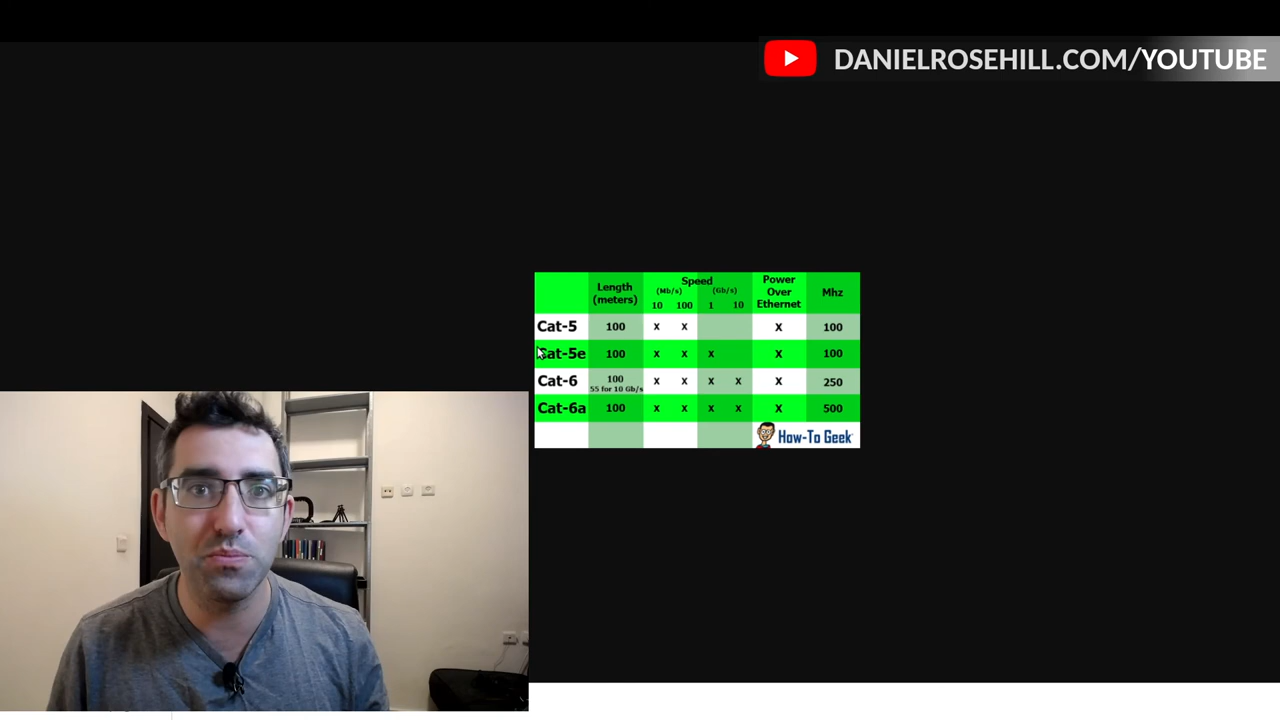 DANIELROSEHILL.COM/YOUTUBE
Length (meters) Speed (Mb/s) (Gb/s) 10 100 1 10 Power Over Ethernet Mhz
Cat-5 100 X X X 100
Cat-5e 100 X X X X 100
Cat-6 100 55 for 10 Gb/s X X X X X 250
Cat-6a 100 X X X X X 500
How-To Geek